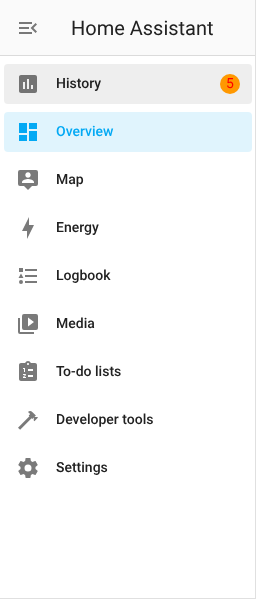 Home Assistant
History 5
Overview
Map
Energy
Logbook
Media
To-do lists
Developer tools
Settings